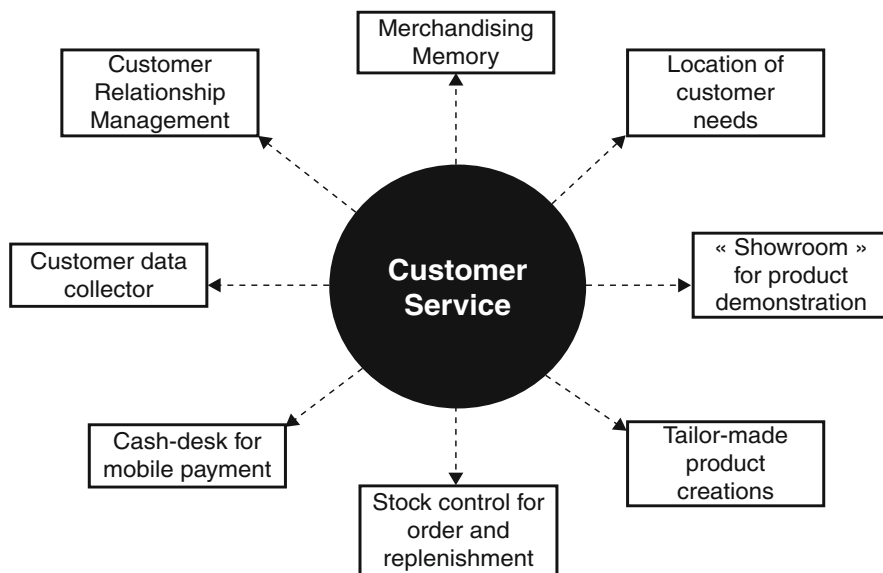 Merchandising
Memory
Customer
Relationship
Management
Location of
customer
needs
Customer data
collector
Customer
Service
« Showroom »
for product
demonstration
Cash-desk for
mobile payment
Stock control for
order and
replenishment
Tailor-made
product
creations